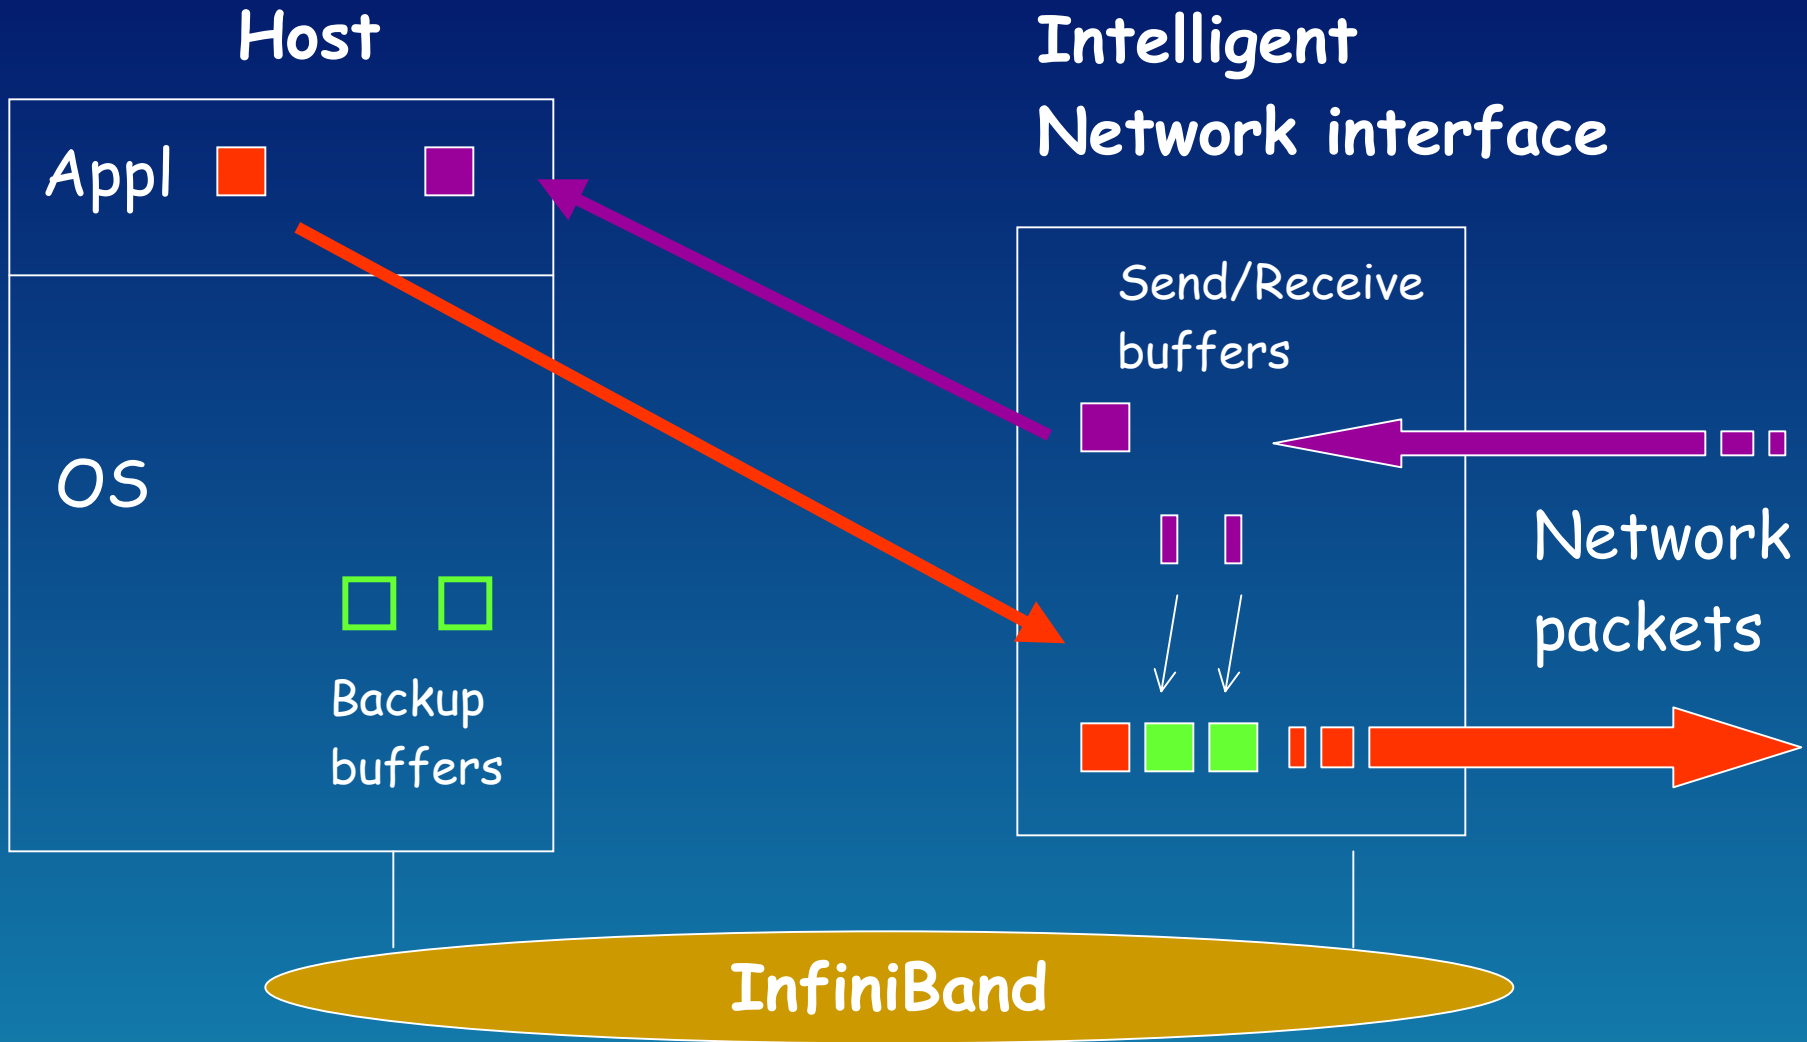 Host
Intelligent
Network interface
Appl
Send/Receive
buffers
OS
Network
packets
Backup
buffers
InfiniBand